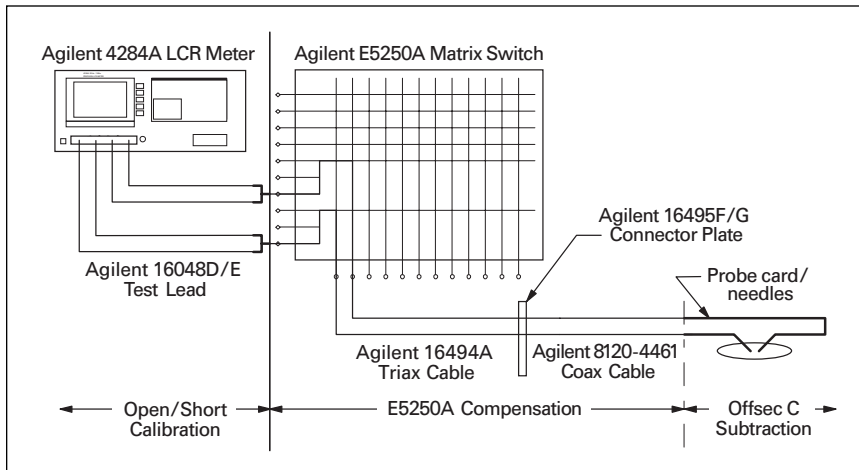 Agilent 4284A LCR Meter
Agilent E5250A Matrix Switch
Agilent 16048D/E
Test Lead
Agilent 16495F/G
Connector Plate
Probe card/
needles
Agilent 16494A
Triax Cable
Agilent 8120-4461
Coax Cable
Open/Short
Calibration
E5250A Compensation
Offsec C
Subtraction